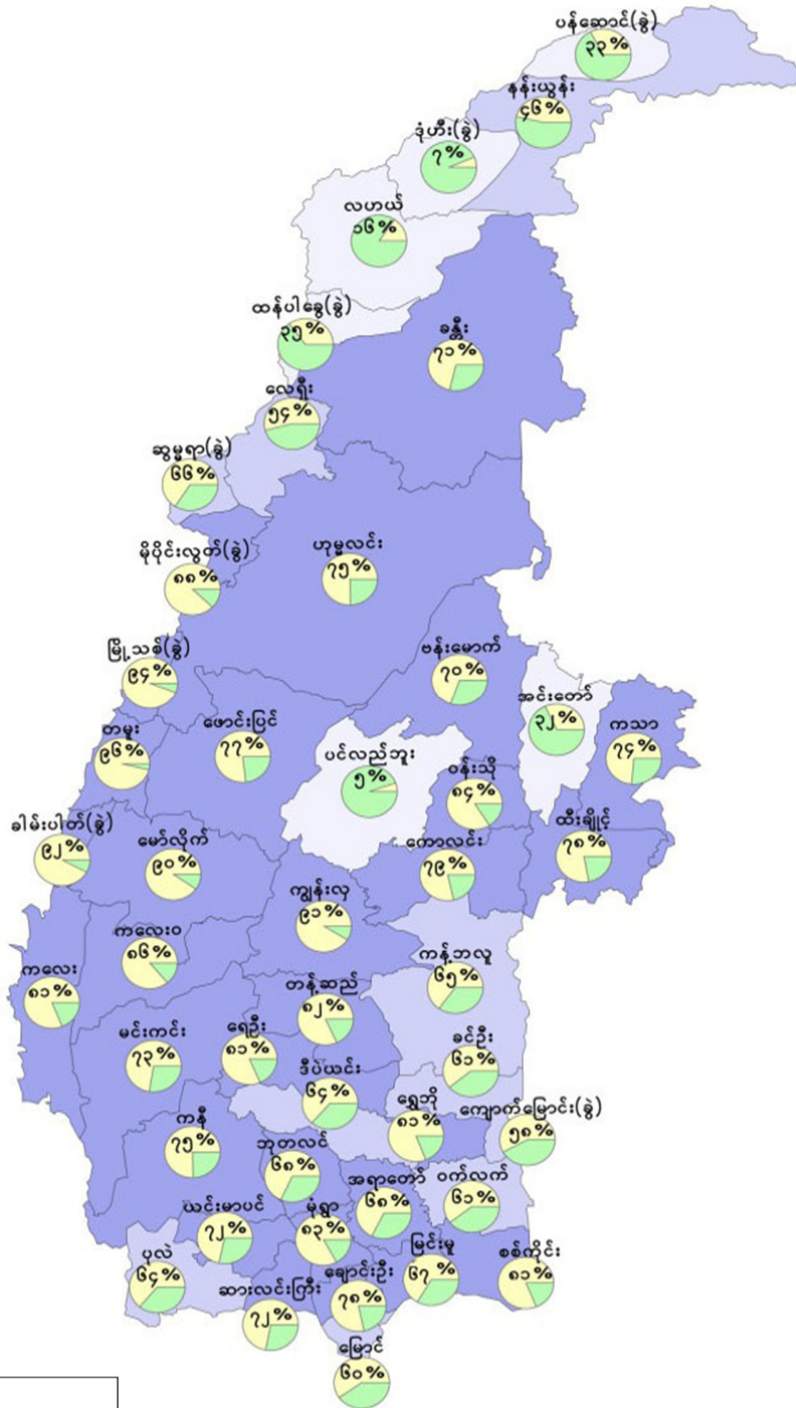 ပန်ဆောင်(ခွဲ)
၃၃%
နန်းယွန်း
၄၆%
ဒုံဟီး(ခွဲ)
၇%
လဟယ်
၁၆%
ထန်ပါခွေ(ခွဲ)
၃၅%
ခန္တီး
၇၁%
လေရှီး
၅၄%
ဆွမ္မရာ(ခွဲ)
၆၆%
မိုပိုင်းလွတ်(ခွဲ)
၈၈%
ဟုမ္မလင်း
၇၅%
မြို့သစ်(ခွဲ)
၉၄%
ဗန်းမောက်
၇၀%
အင်းတော်
၃၂%
ကသာ
၇၄%
တမူး
၉၆%
ဖောင်းပြင်
၇၇%
ပင်လည်ဘူး
၅%
ဝန်းသို
၈၄%
ထီးချိုင့်
၇၈%
ခါမ်းပါတ်(ခွဲ)
၉၂%
မော်လိုက်
၉၀%
ကောလင်း
၇၉%
ကျွန်းလှ
၉၁%
ကလေးဝ
၈၆%
ကန့်ဘလူ
၆၅%
ကလေး
၈၁%
တန့်ဆည်
၈၂%
မင်းကင်း
၇၃%
ရေဦး
၈၁%
ခင်ဦး
၆၁%
ဒီပဲယင်း
၆၄%
ရွှေဘို
၈၁%
ကျောက်မြောင်း(ခွဲ)
၅၈%
ကနီ
၇၅%
ဘုတလင်
၆၈%
အရာတော်
၆၈%
ဝက်လက်
၆၁%
ယင်းမာပင်
၇၂%
မုံရွာ
၈၃%
မြင်းမူ
၆၇%
စစ်ကိုင်း
၈၁%
ပုလဲ
၆၄%
ဆားလင်းကြီး
၇၂%
ချောင်းဦး
၇၈%
မြောင်
၆၀%